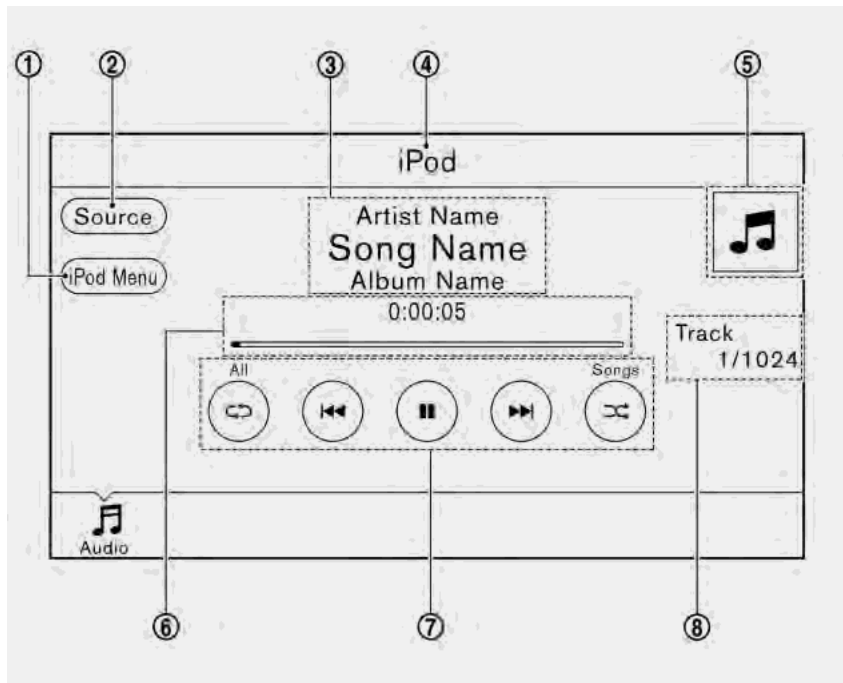 ① ② ③ ④ ⑤
iPod
Source
iPod Menu
Artist Name
Song Name
Album Name
0:00:05
Track
1/1024
All
Songs
Audio
⑥ ⑦ ⑧